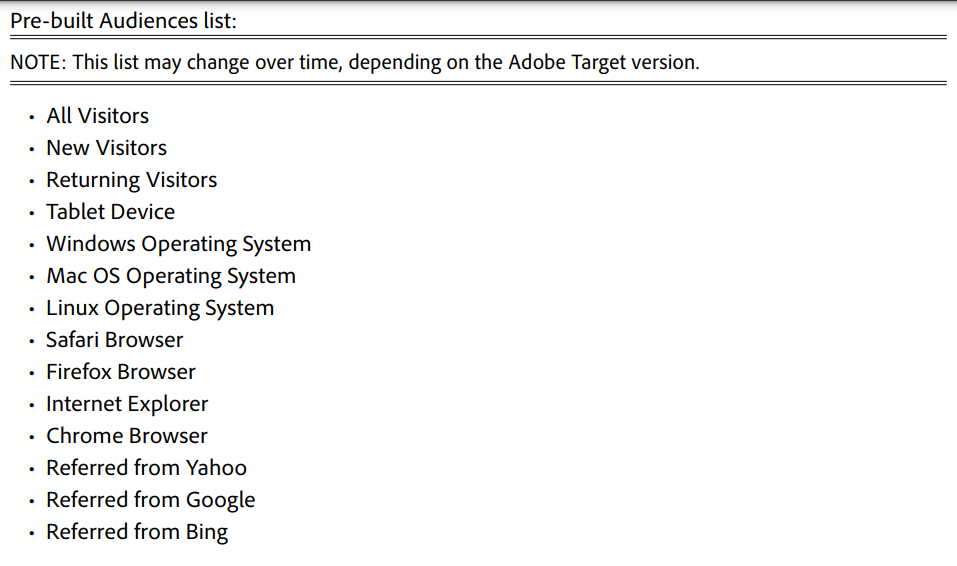 Pre-built Audiences list:
NOTE: This list may change over time, depending on the Adobe Target version.
• All Visitors
• New Visitors
• Returning Visitors
• Tablet Device
• Windows Operating System
• Mac OS Operating System
• Linux Operating System
• Safari Browser
• Firefox Browser
• Internet Explorer
• Chrome Browser
• Referred from Yahoo
• Referred from Google
• Referred from Bing